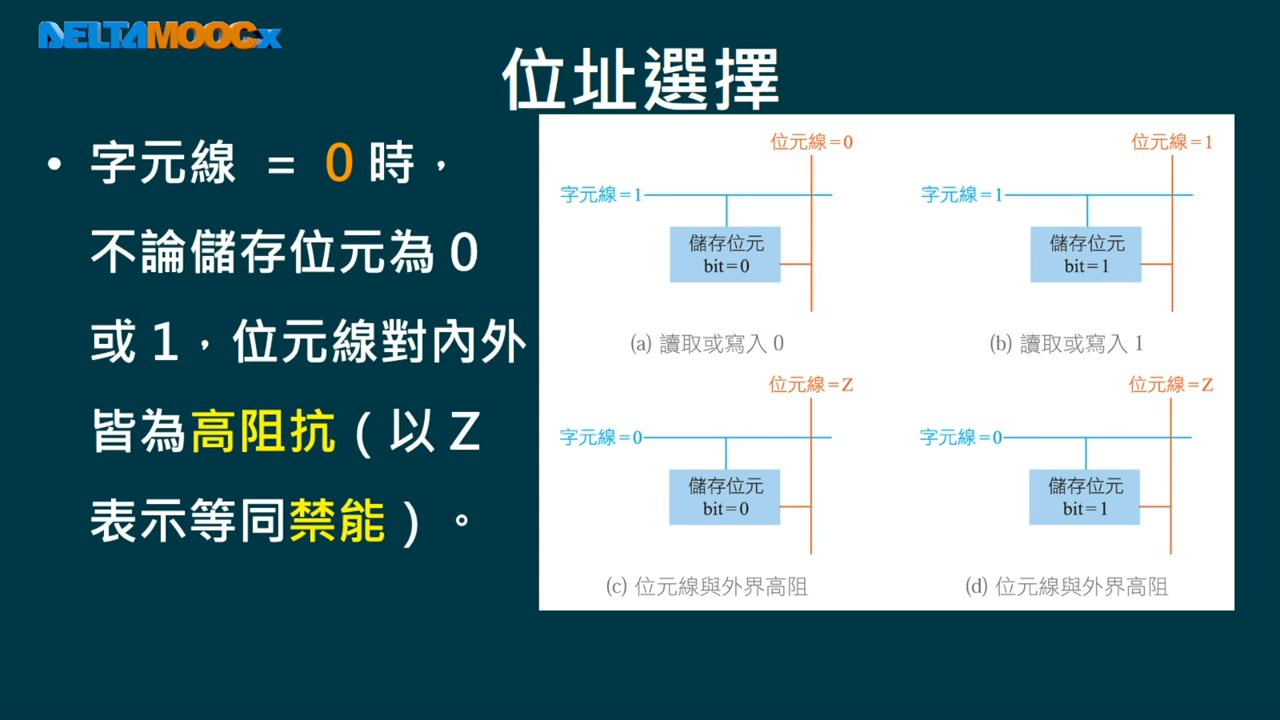 DELTAMOOCx
位址選擇
• 字元線 = 0 時，
不論儲存位元為 0
或 1，位元線對內外
皆為高阻抗（以 Z
表示等同禁能）。
位元線=0
字元線=1
儲存位元
bit=0
(a) 讀取或寫入 0
位元線=1
字元線=1
儲存位元
bit=1
(b) 讀取或寫入 1
位元線=Z
字元線=0
儲存位元
bit=0
(c) 位元線與外界高阻
位元線=Z
字元線=0
儲存位元
bit=1
(d) 位元線與外界高阻